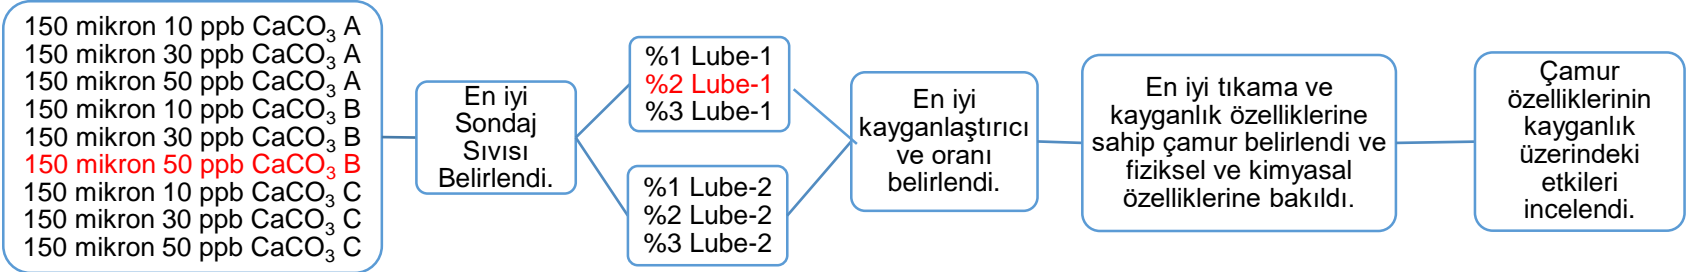 150 mikron 10 ppb CaCO₃ A
150 mikron 30 ppb CaCO₃ A
150 mikron 50 ppb CaCO₃ A
150 mikron 10 ppb CaCO₃ B
150 mikron 30 ppb CaCO₃ B
150 mikron 50 ppb CaCO₃ B
150 mikron 10 ppb CaCO₃ C
150 mikron 30 ppb CaCO₃ C
150 mikron 50 ppb CaCO₃ C
En iyi
Sondaj
Sıvısı
Belirlendi.
%1 Lube-1
%2 Lube-1
%3 Lube-1
%1 Lube-2
%2 Lube-2
%3 Lube-2
En iyi
kayganlaştırıcı
ve oranı
belirlendi.
En iyi tıkama ve
kayganlık özelliklerine
sahip çamur belirlendi ve
fiziksel ve kimyasal
özelliklerine bakıldı.
Çamur
özelliklerinin
kayganlık
üzerindeki
etkileri
incelendi.